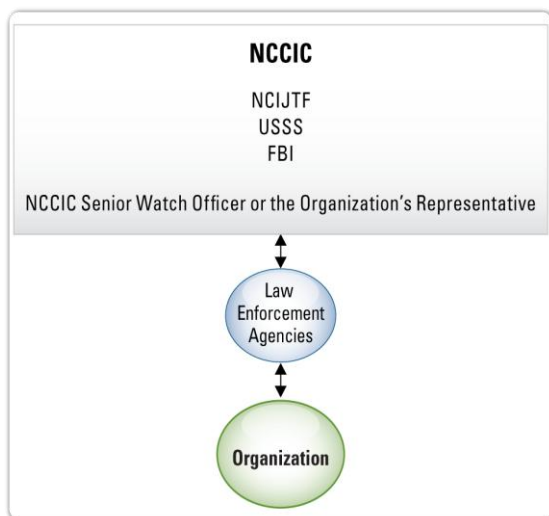 NCCIC
NCIJTF
USSS
FBI
NCCIC Senior Watch Officer or the Organization's Representative
Law
Enforcement
Agencies
Organization